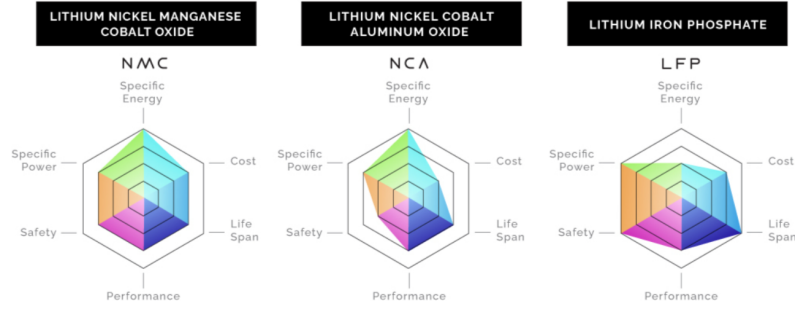 LITHIUM NICKEL MANGANESE
COBALT OXIDE
NMC
Specific
Energy
Specific
Power
Cost
Safety
Life
Span
Performance
LITHIUM NICKEL COBALT
ALUMINUM OXIDE
NCA
Specific
Energy
Specific
Power
Cost
Safety
Life
Span
Performance
LITHIUM IRON PHOSPHATE
LFP
Specific
Energy
Specific
Power
Cost
Safety
Life
Span
Performance